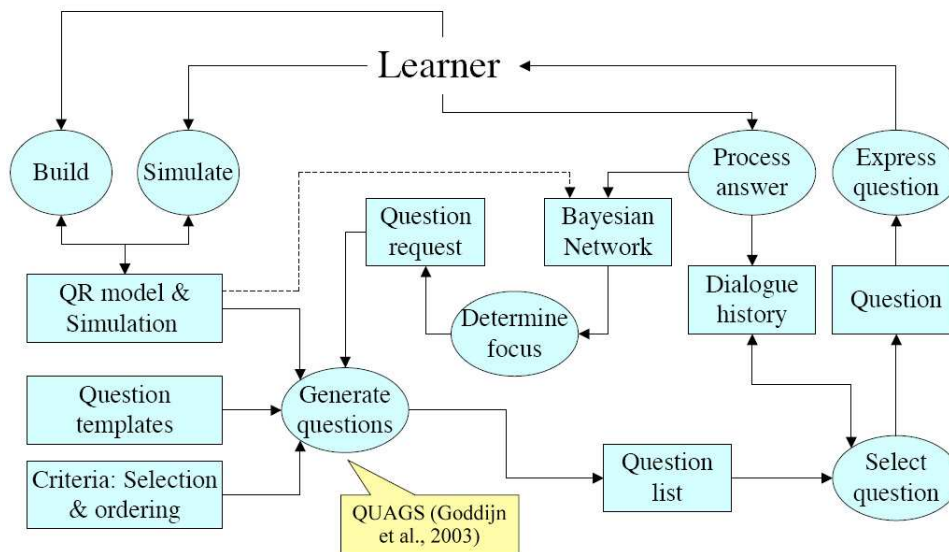 Learner
Build
Simulate
Process
answer
Express
question
Question
request
Bayesian
Network
QR model &
Simulation
Dialogue
history
Question
Determine
focus
Question
templates
Generate
questions
Criteria: Selection
& ordering
Question
list
Select
question
QUAGS (Goddijn
et al., 2003)